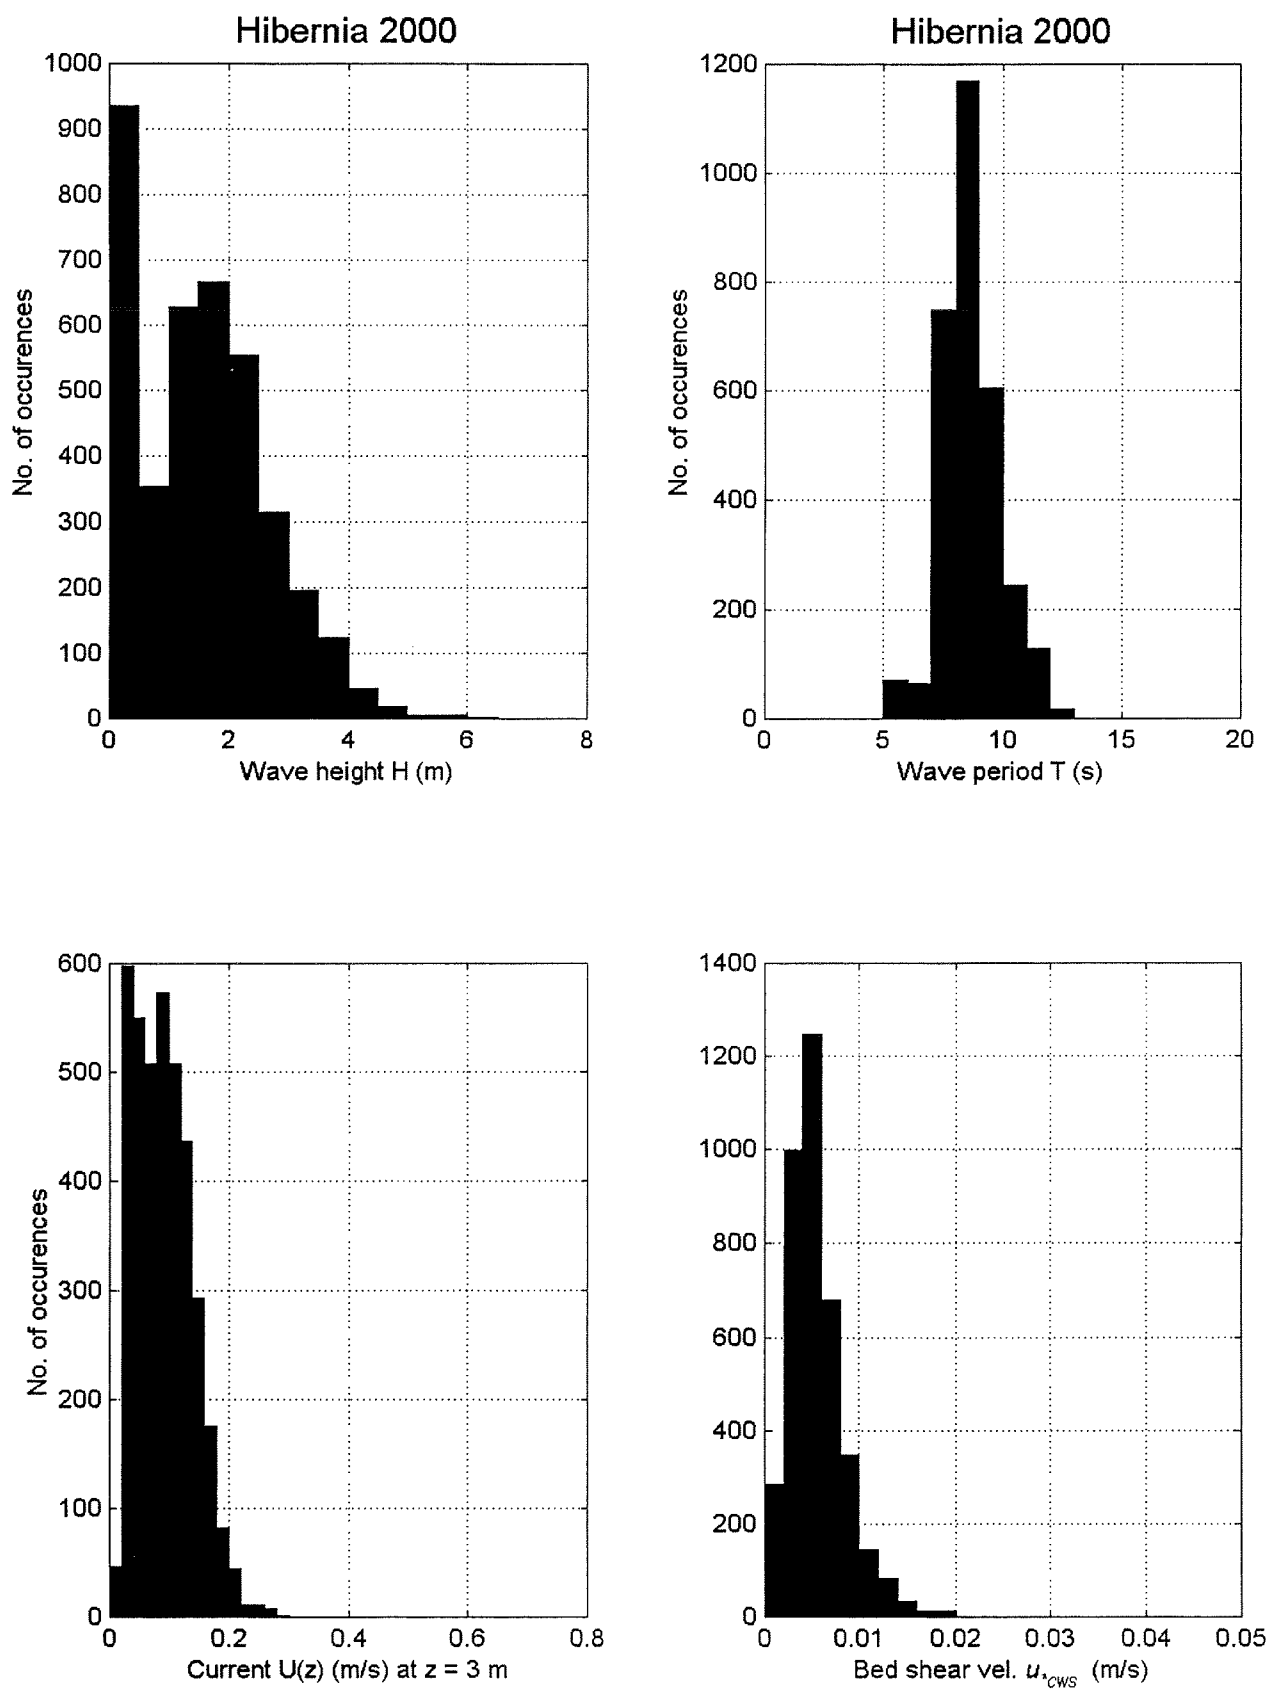 Hibernia 2000
1000
900
800
700
600
500
400
300
200
100
0
No. of occurences
0 2 4 6 8
Wave height H (m)
Hibernia 2000
1200
1000
800
600
400
200
0
No. of occurences
0 5 10 15 20
Wave period T (s)
600
500
400
300
200
100
0
No. of occurences
0 0.2 0.4 0.6 0.8
Current U(z) (m/s) at z = 3 m
1400
1200
1000
800
600
400
200
0
0 0.01 0.02 0.03 0.04 0.05
Bed shear vel. u*CWS (m/s)